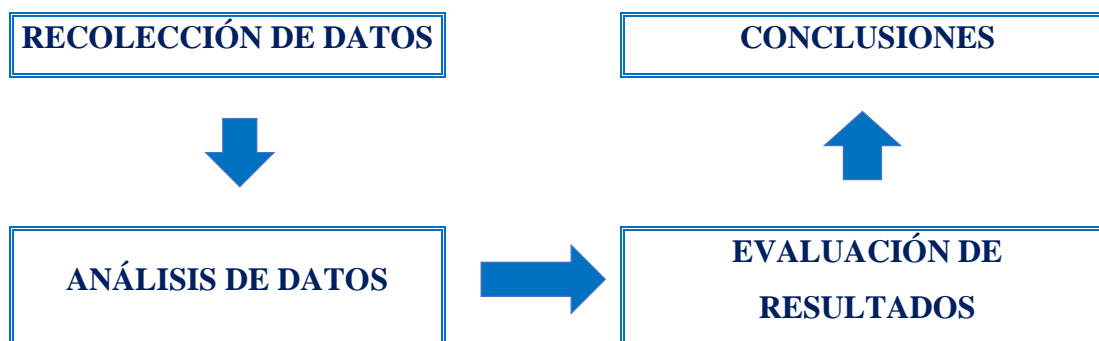 RECOLECCIÓN DE DATOS
CONCLUSIONES
ANÁLISIS DE DATOS
EVALUACIÓN DE
RESULTADOS